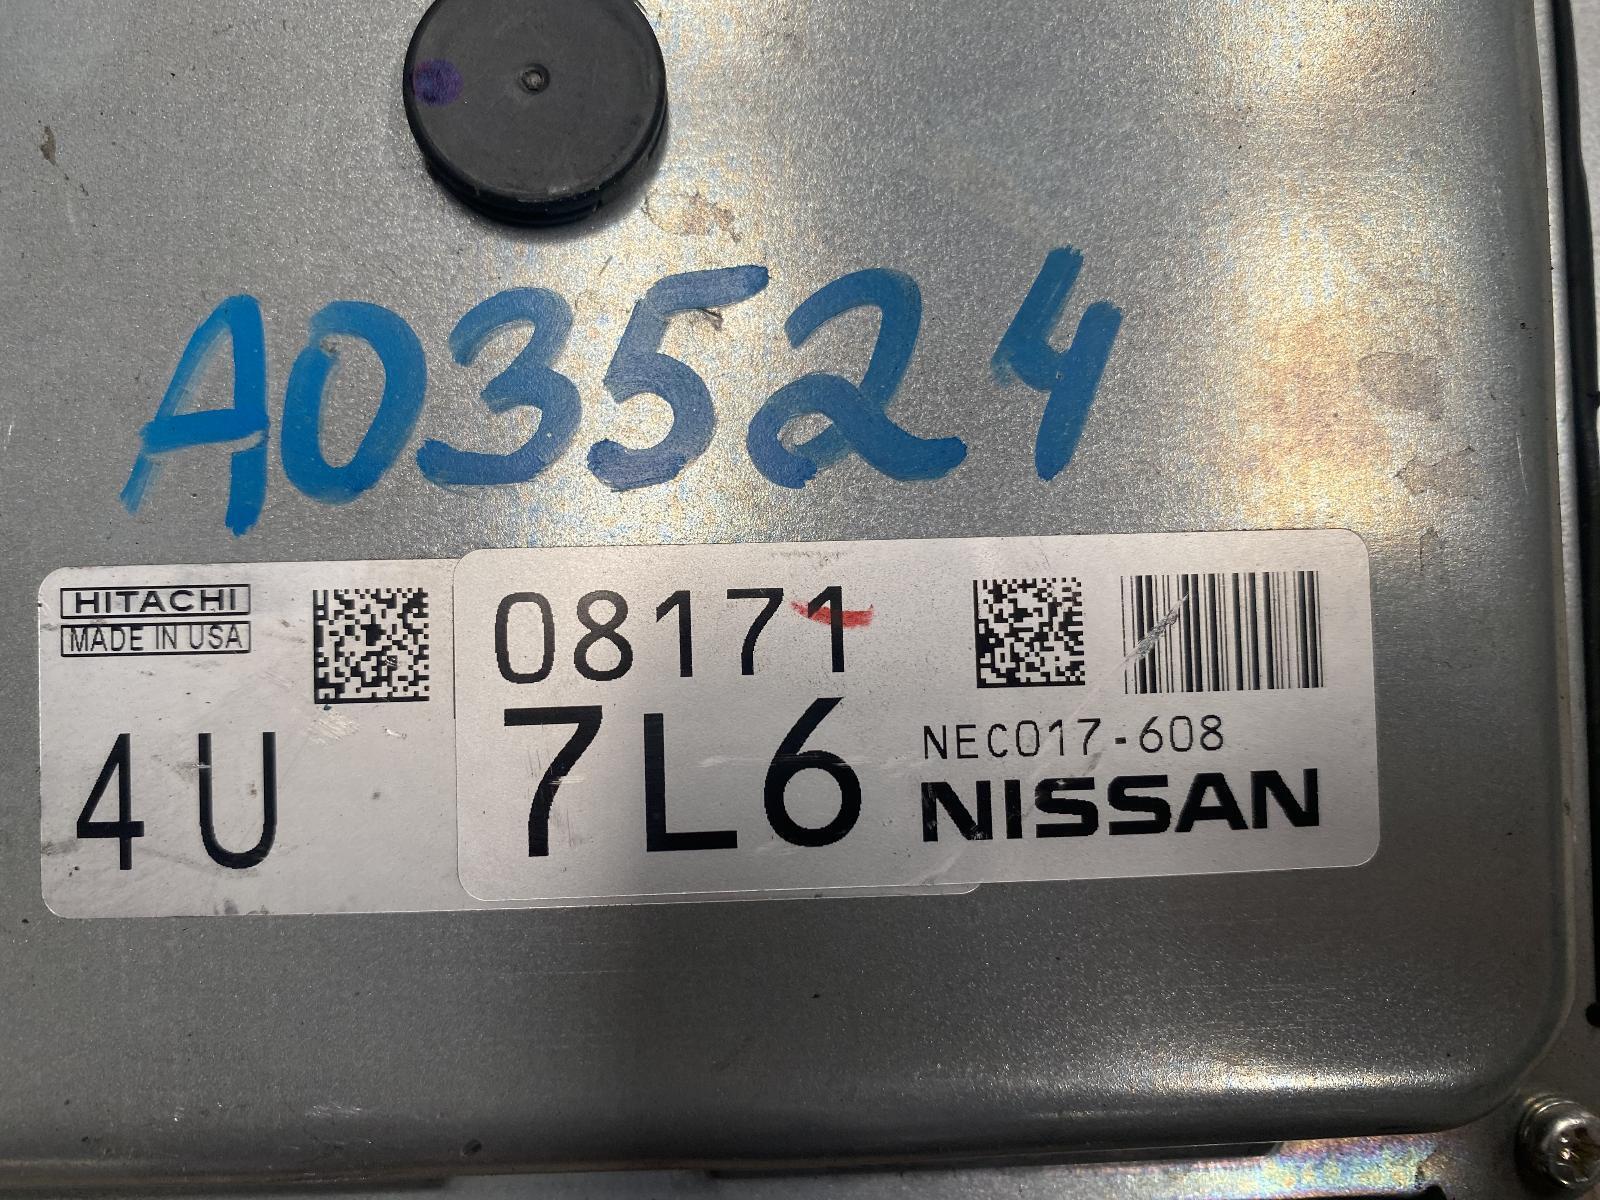 A03524
HITACHI
MADE IN USA
4U
08171
7L6
NEC017-608
NISSAN